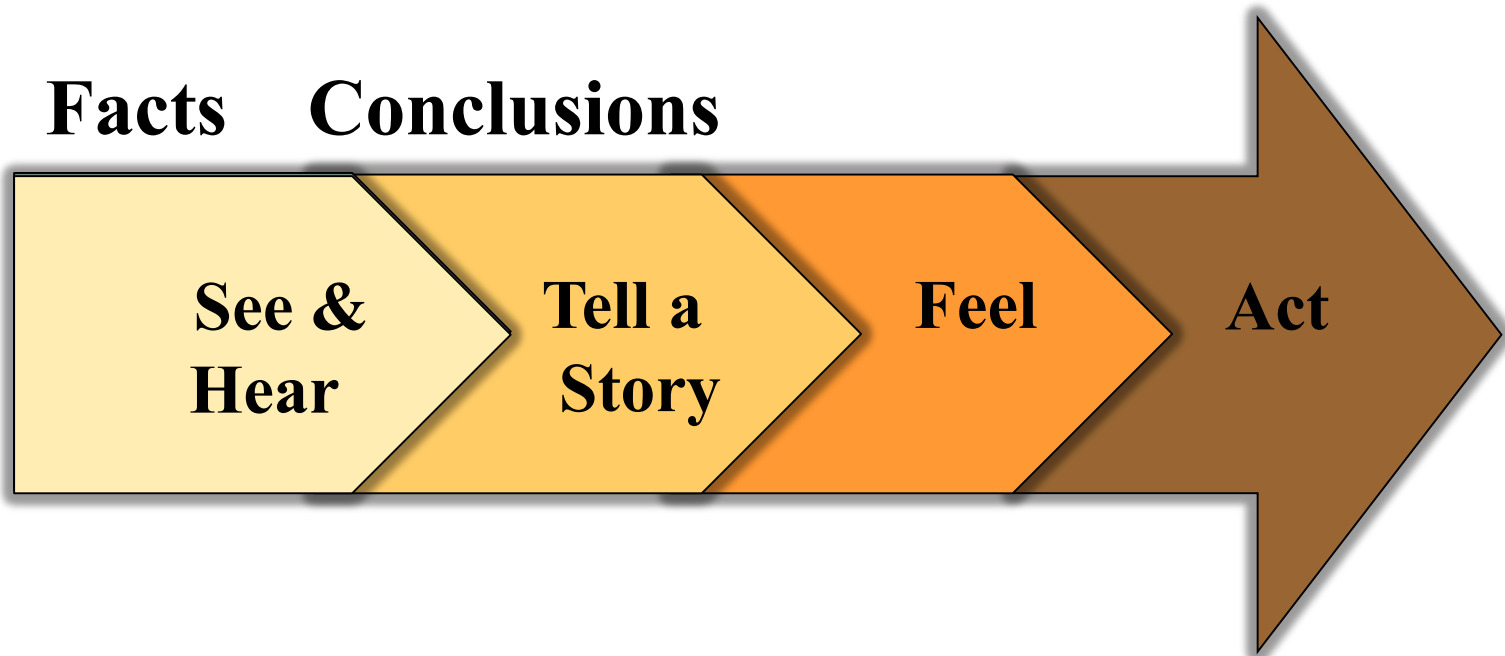 Facts Conclusions
See &
Hear
Tell a
Story
Feel
Act